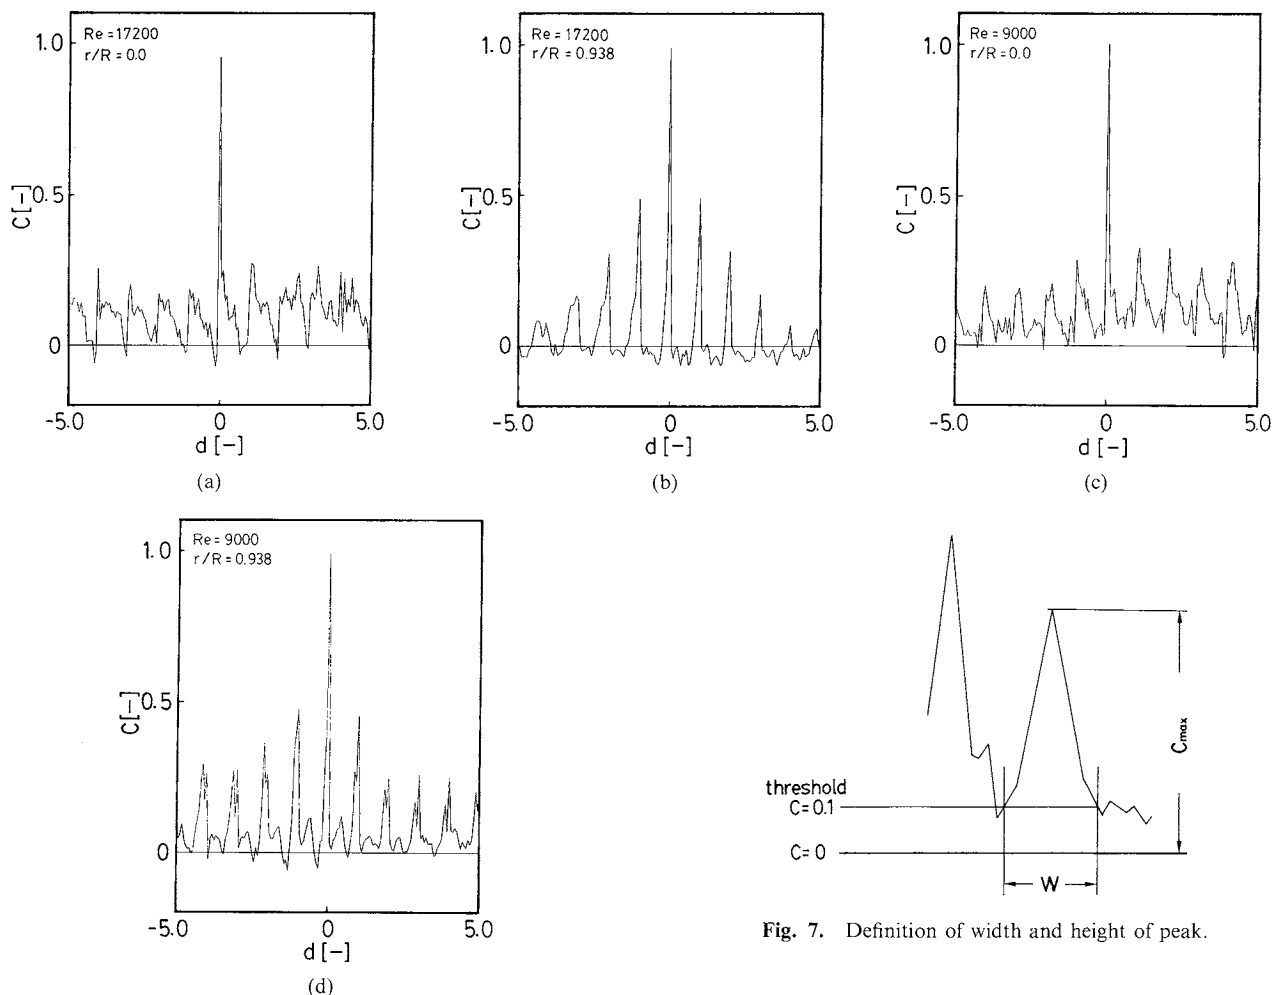 Re=17200
r/R=0.0
1.0
0.5
0
C[-]
-5.0 0 5.0
d[-]
(a)
Re=17200
r/R=0.938
1.0
0.5
0
C[-]
-5.0 0 5.0
d[-]
(b)
Re=9000
r/R=0.0
1.0
0.5
0
C[-]
-5.0 0 5.0
d[-]
(c)
Re=9000
r/R=0.938
1.0
0.5
0
C[-]
-5.0 0 5.0
d[-]
(d)
threshold
C=0.1
C=0
W
Cmax
Fig. 7. Definition of width and height of peak.